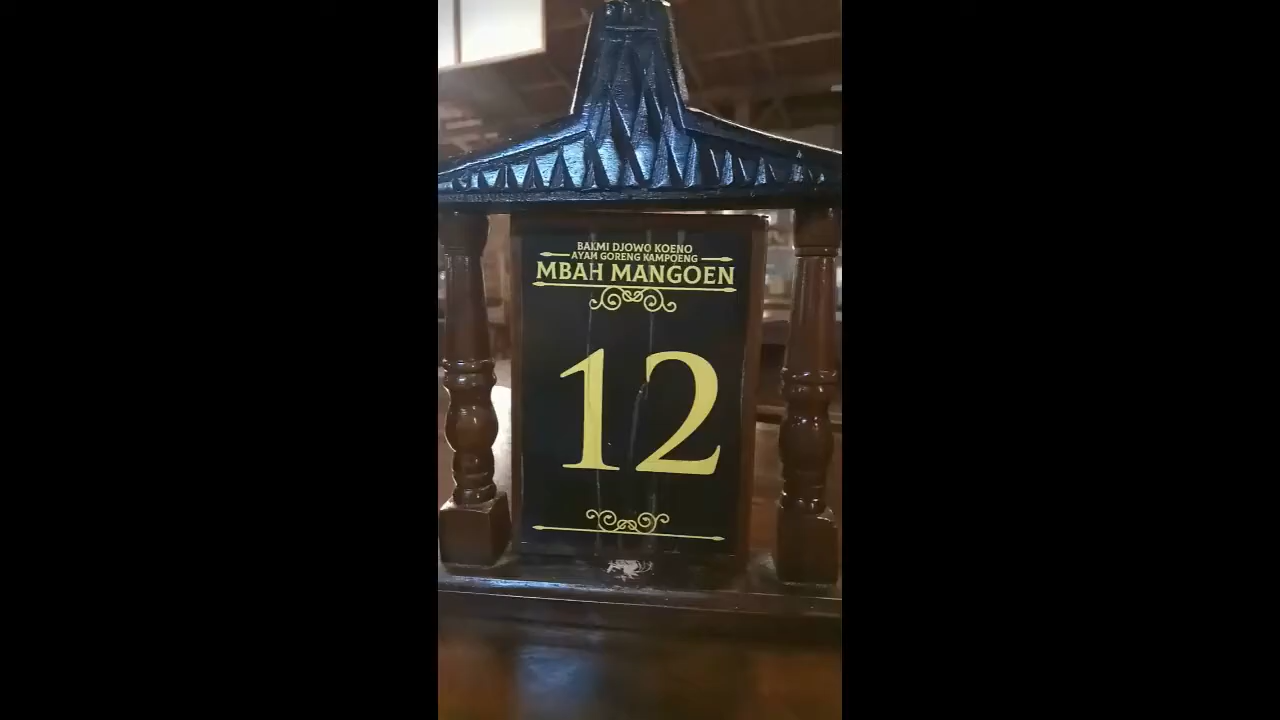 BAKMI DJOWO KOENO
AYAM GORENG KAMPOENG
MBAH MANGOEN
12